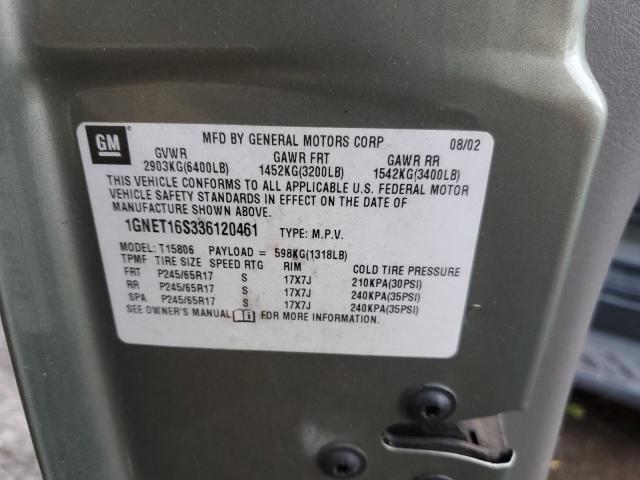 GM
MFD BY GENERAL MOTORS CORP 08/02
GVWR GAWR FRT GAWR RR
2903KG(6400LB) 1452KG(3200LB) 1542KG(3400LB)
THIS VEHICLE CONFORMS TO ALL APPLICABLE U.S. FEDERAL MOTOR
VEHICLE SAFETY STANDARDS IN EFFECT ON THE DATE OF
MANUFACTURE SHOWN ABOVE.
1GNET16S336120461 TYPE: M.P.V.
MODEL: T15806 PAYLOAD = 598KG(1318LB)
TPMF TIRE SIZE SPEED RTG RIM COLD TIRE PRESSURE
FRT P245/65R17 S 17X7J 210KPA(30PSI)
RR P245/65R17 S 17X7J 240KPA(35PSI)
SPA P245/65R17 S 17X7J 240KPA(35PSI)
SEE OWNER'S MANUAL FOR MORE INFORMATION.